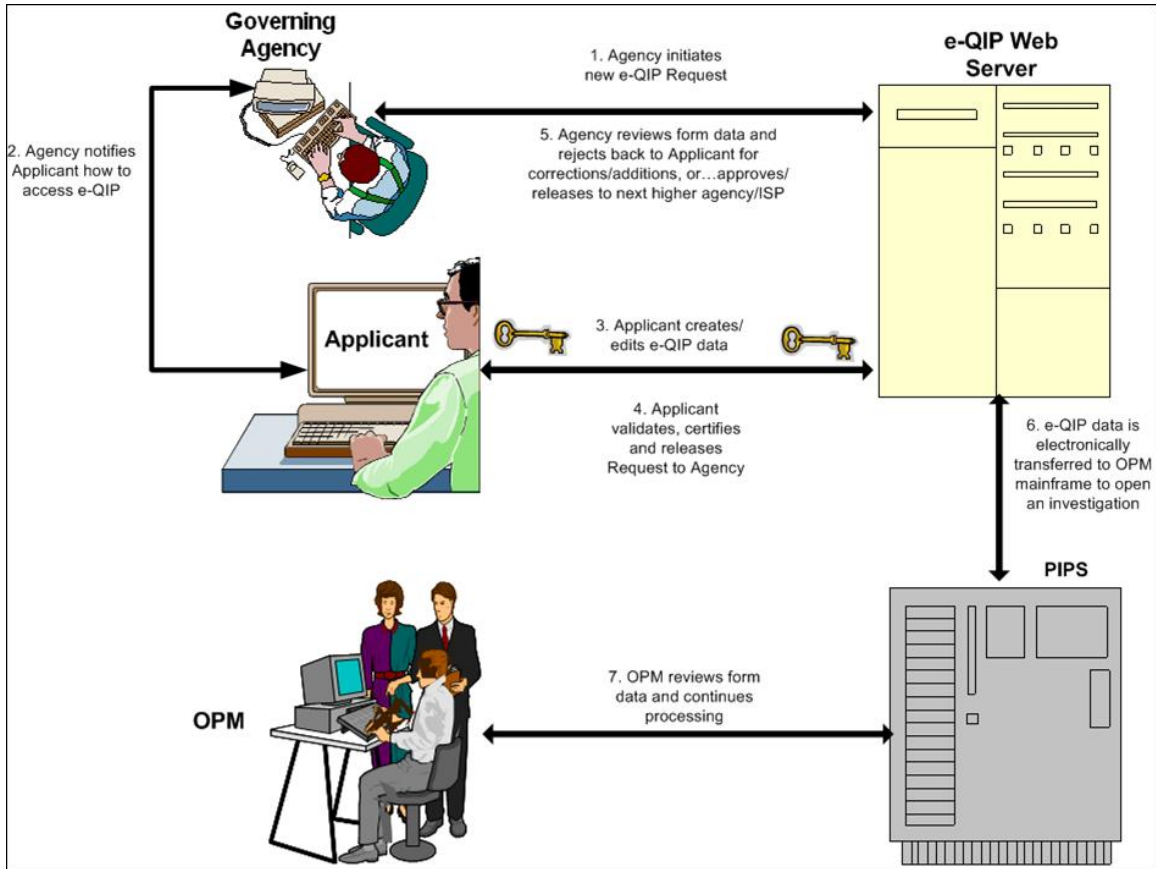 Governing
Agency
e-QIP Web
Server
1. Agency initiates
new e-QIP Request
2. Agency notifies
Applicant how to
access e-QIP
5. Agency reviews form data and
rejects back to Applicant for
corrections/additions, or…approves/
releases to next higher agency/ISP
Applicant
3. Applicant creates/
edits e-QIP data
4. Applicant
validates, certifies
and releases
Request to Agency
6. e-QIP data is
electronically
transferred to OPM
mainframe to open
an investigation
PIPS
OPM
7. OPM reviews form
data and continues
processing